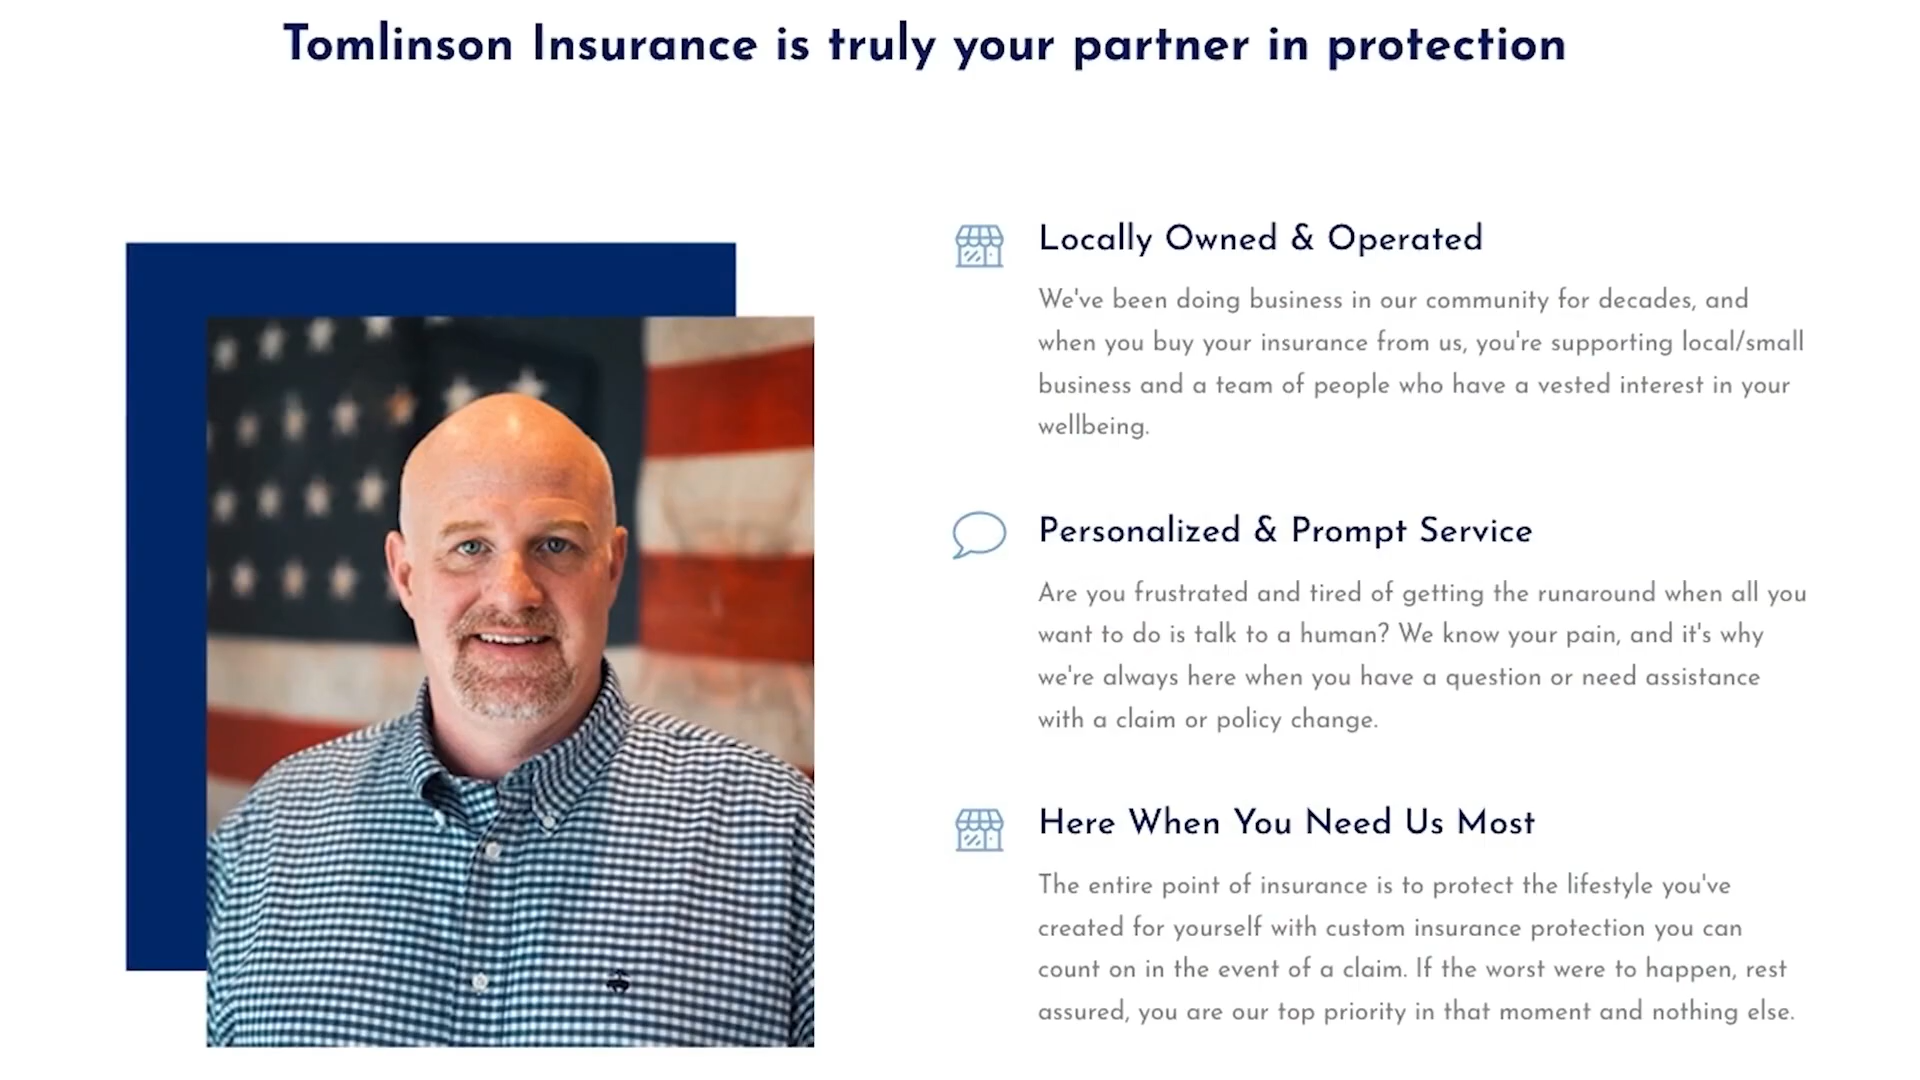 Tomlinson Insurance is truly your partner in protection
Locally Owned & Operated
We've been doing business in our community for decades, and
when you buy your insurance from us, you're supporting local/small
business and a team of people who have a vested interest in your
wellbeing.
Personalized & Prompt Service
Are you frustrated and tired of getting the runaround when all you
want to do is talk to a human? We know your pain, and it's why
we're always here when you have a question or need assistance
with a claim or policy change.
Here When You Need Us Most
The entire point of insurance is to protect the lifestyle you've
created for yourself with custom insurance protection you can
count on in the event of a claim. If the worst were to happen, rest
assured, you are our top priority in that moment and nothing else.